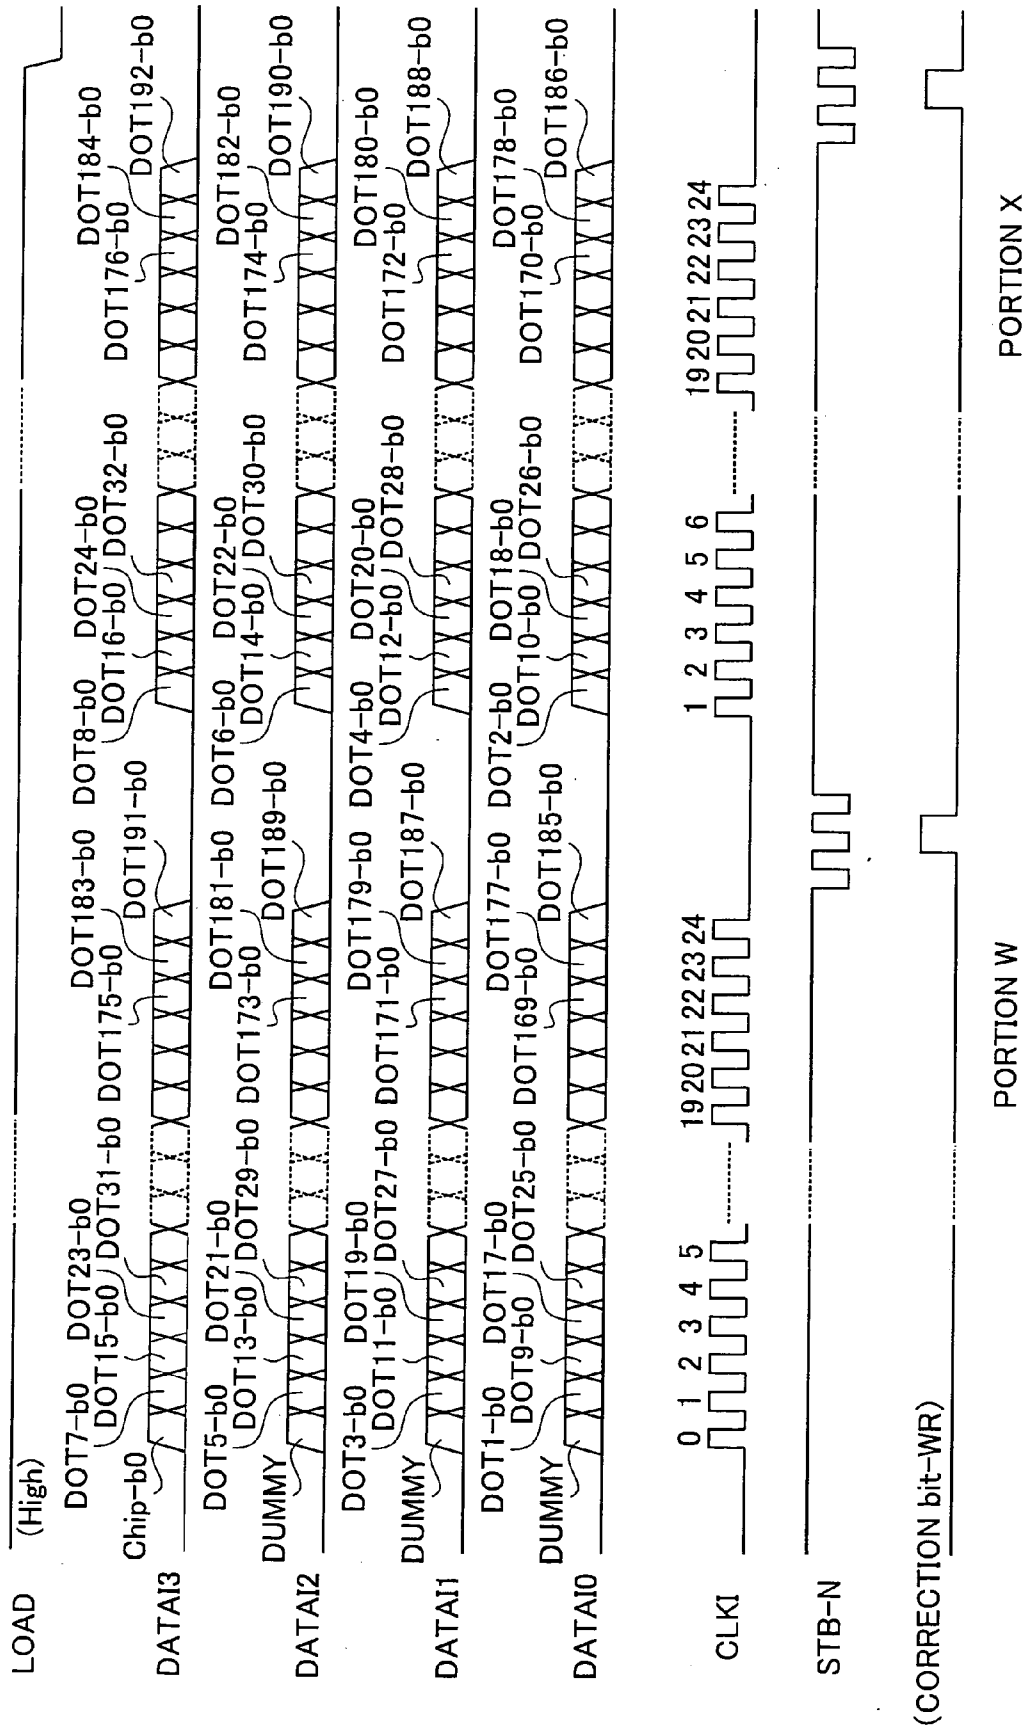 LOAD
(High)
DOT7-b0 DOT23-b0 DOT183-b0 DOT8-b0 DOT24-b0 DOT184-b0
DOT15-b0 DOT31-b0 DOT175-b0 DOT191-b0 DOT16-b0 DOT32-b0 DOT176-b0 DOT192-b0
Chip-b0
DATAI3
DOT5-b0 DOT21-b0 DOT181-b0 DOT6-b0 DOT22-b0 DOT182-b0
DOT13-b0 DOT29-b0 DOT173-b0 DOT189-b0 DOT14-b0 DOT30-b0 DOT174-b0 DOT190-b0
DUMMY
DATAI2
DOT3-b0 DOT19-b0 DOT179-b0 DOT4-b0 DOT20-b0 DOT180-b0
DOT11-b0 DOT27-b0 DOT171-b0 DOT187-b0 DOT12-b0 DOT28-b0 DOT172-b0 DOT188-b0
DUMMY
DATAI1
DOT1-b0 DOT17-b0 DOT177-b0 DOT2-b0 DOT18-b0 DOT178-b0
DOT9-b0 DOT25-b0 DOT169-b0 DOT185-b0 DOT10-b0 DOT26-b0 DOT170-b0 DOT186-b0
DUMMY
DATAI0
0 1 2 3 4 5 19 20 21 22 23 24 1 2 3 4 5 6 19 20 21 22 23 24
CLKI
STB-N
(CORRECTION bit-WR)
PORTION W PORTION X